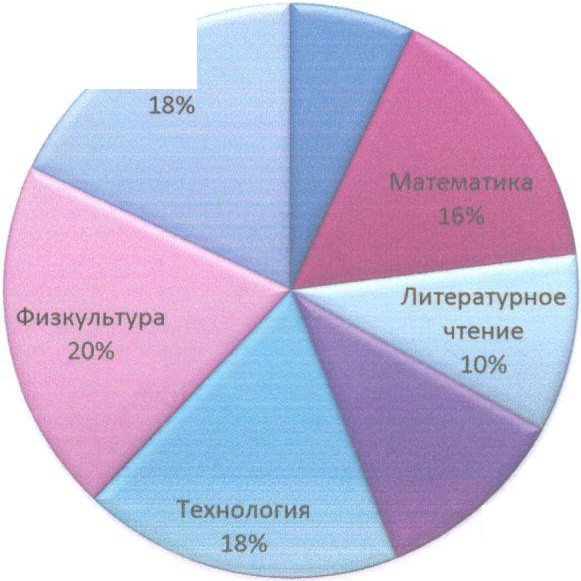 18%
Математика
16%
Литературное
чтение
10%
Физкультура
20%
Технология
18%